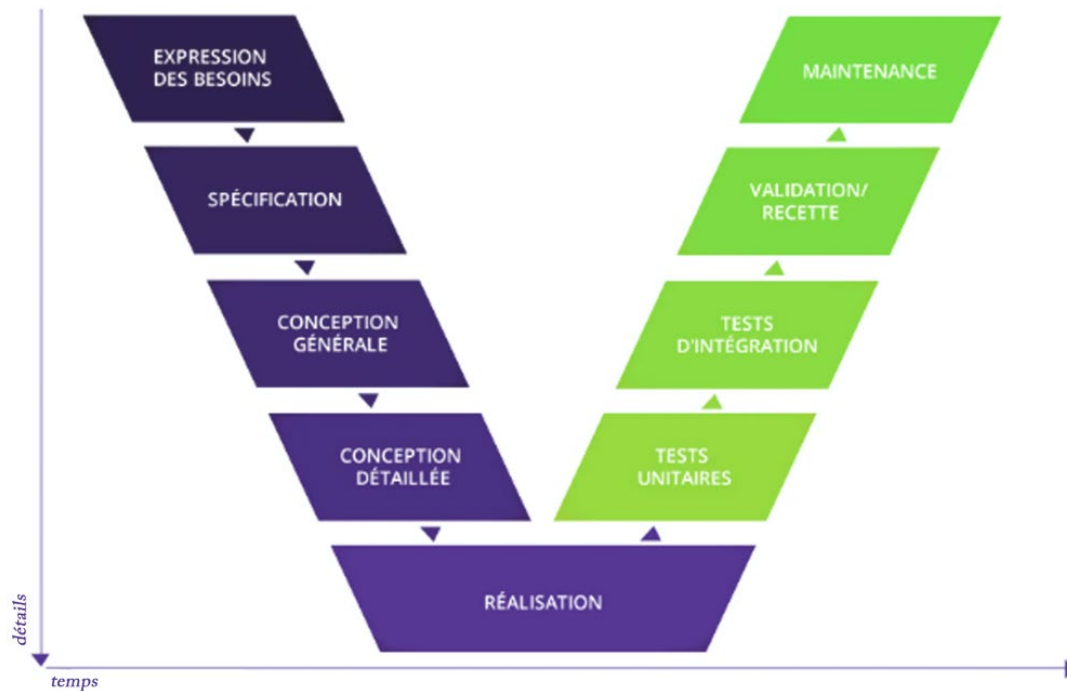 EXPRESSION
DES BESOINS
SPÉCIFICATION
CONCEPTION
GÉNÉRALE
CONCEPTION
DÉTAILLÉE
RÉALISATION
TESTS
UNITAIRES
TESTS
D'INTÉGRATION
VALIDATION/
RECETTE
MAINTENANCE
détails
temps